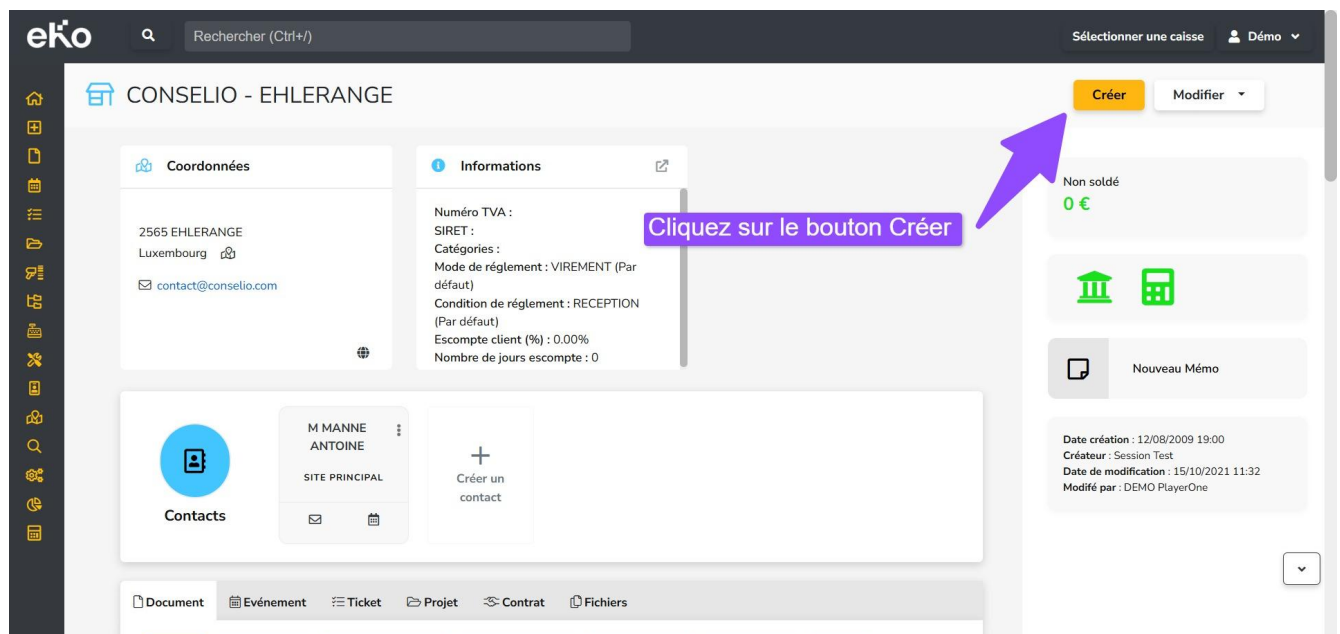 eko
Rechercher (Ctrl+/)
Sélectionner une caisse
Démo
CONSELIO - EHLERANGE
Créer
Modifier
Coordonnées
2565 EHLERANGE
Luxembourg
contact@conselio.com
Informations
Numéro TVA :
SIRET :
Catégories :
Mode de réglement : VIREMENT (Par
défaut)
Condition de réglement : RECEPTION
(Par défaut)
Escompte client (%) : 0.00%
Nombre de jours escompte : 0
Cliquez sur le bouton Créer
Non soldé
0 €
Nouveau Mémo
Date création : 12/08/2009 19:00
Créateur : Session Test
Date de modification : 15/10/2021 11:32
Modifé par : DEMO PlayerOne
Contacts
M MANNE
ANTOINE
SITE PRINCIPAL
Créer un
contact
Document
Evénement
Ticket
Projet
Contrat
Fichiers